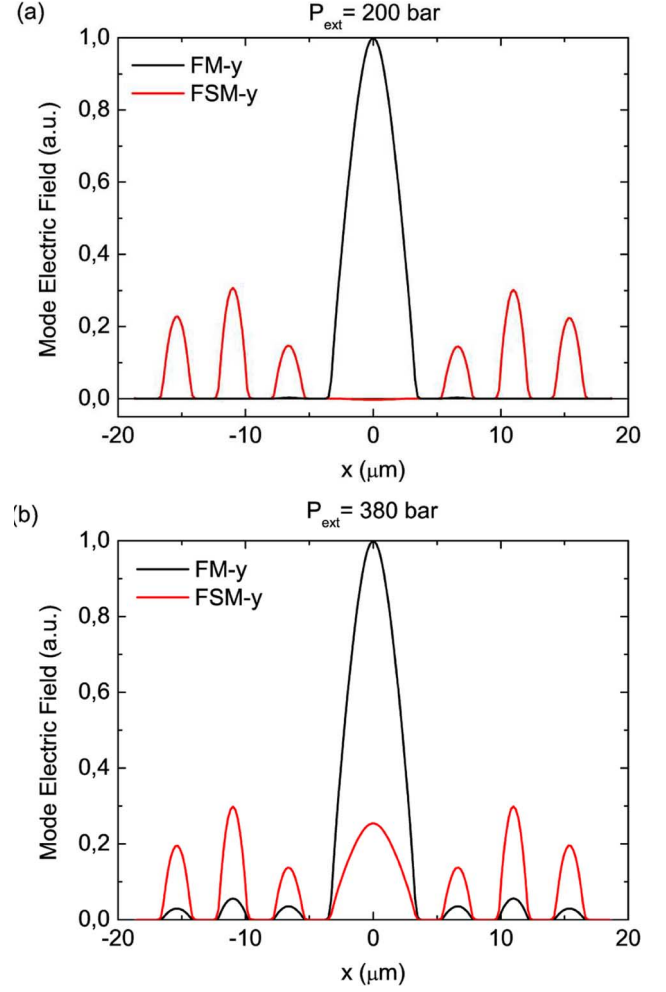 (a)
P_ext = 200 bar
1,0
FM-y
FSM-y
0,8
0,6
0,4
0,2
0,0
Mode Electric Field (a.u.)
-20 -10 0 10 20
x (μm)
(b)
P_ext = 380 bar
1,0
FM-y
FSM-y
0,8
0,6
0,4
0,2
0,0
Mode Electric Field (a.u.)
-20 -10 0 10 20
x (μm)